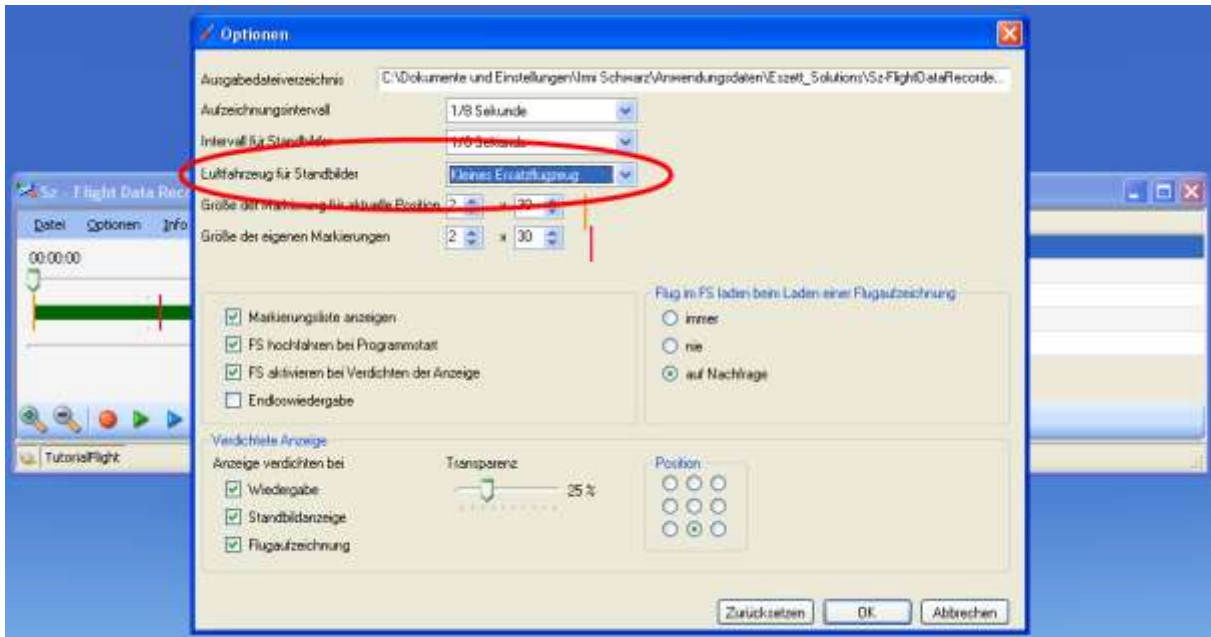 Optionen
Ausgabedateiverzeichnis C:\Dokumente und Einstellungen\Imi Schwarz\Anwendungsdaten\Eszett_Solutions\Sz-FlightDataRecorde...
Aufzeichnungsintervall 1/8 Sekunde
Intervall für Standbilder 1/8 Sekunde
Luftfahrzeug für Standbilder Kleines Ersatzflugzeug
Größe der Markierung für aktuelle Position 2 x 30
Größe der eigenen Markierungen 2 x 30
Sz - Flight Data Rec
Datei Optionen Info
00:00:00
Flug im FS laden beim Laden einer Flugaufzeichnung
Markierungsliste anzeigen
immer
FS hochfahren bei Programmstart
nie
FS aktivieren bei Verdichten der Anzeige
auf Nachfrage
Endloswiedergabe
TutorialFlight
Verdichtete Anzeige
Anzeige verdichten bei Transparenz Position
Wiedergabe 25 %
Standbildanzeige
Flugaufzeichnung
Zurücksetzen OK Abbrechen